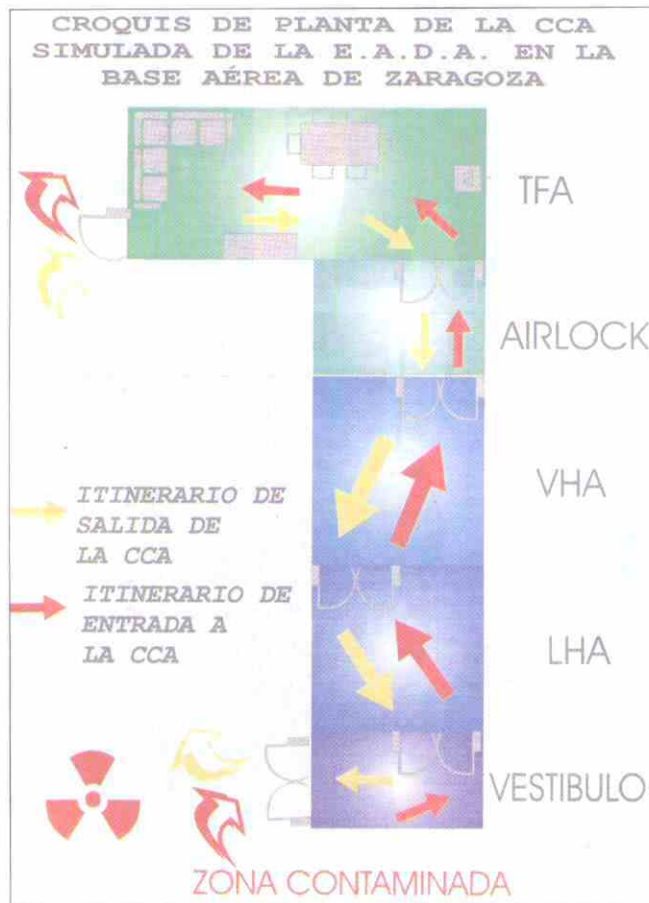 CROQUIS DE PLANTA DE LA CCA
SIMULADA DE LA E.A.D.A. EN LA
BASE AÉREA DE ZARAGOZA
TFA
AIRLOCK
VHA
ITINERARIO DE
SALIDA DE
LA CCA
ITINERARIO DE
ENTRADA A
LA CCA
LHA
VESTIBULO
ZONA CONTAMINADA